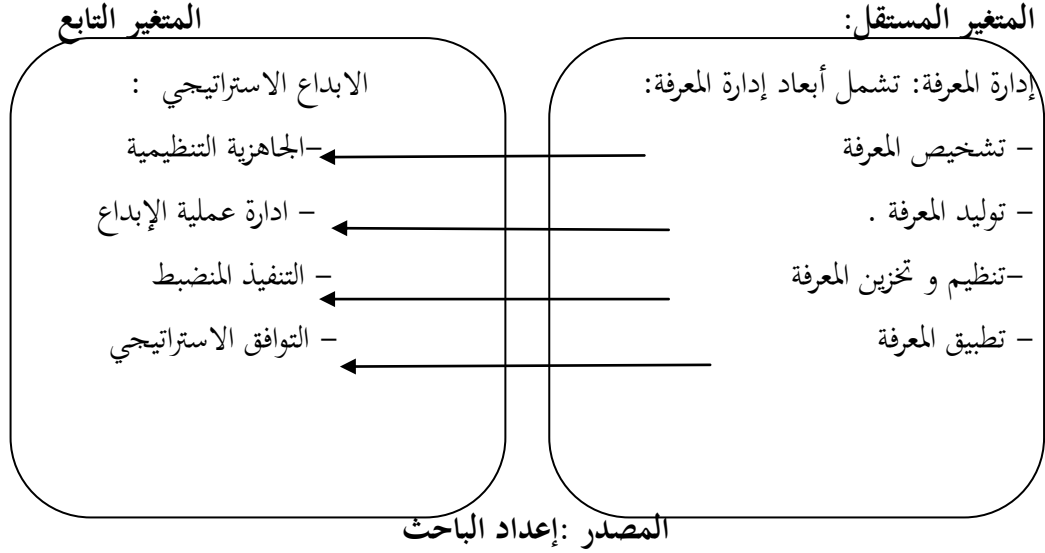 المتغير المستقل:
إدارة المعرفة: تشمل أبعاد إدارة المعرفة:
– تشخيص المعرفة
– توليد المعرفة .
–تنظيم و تخزين المعرفة
– تطبيق المعرفة
المتغير التابع
الابداع الاستراتيجي :
–الجاهزية التنظيمية
– ادارة عملية الإبداع
– التنفيذ المنضبط
– التوافق الاستراتيجي
المصدر :إعداد الباحث